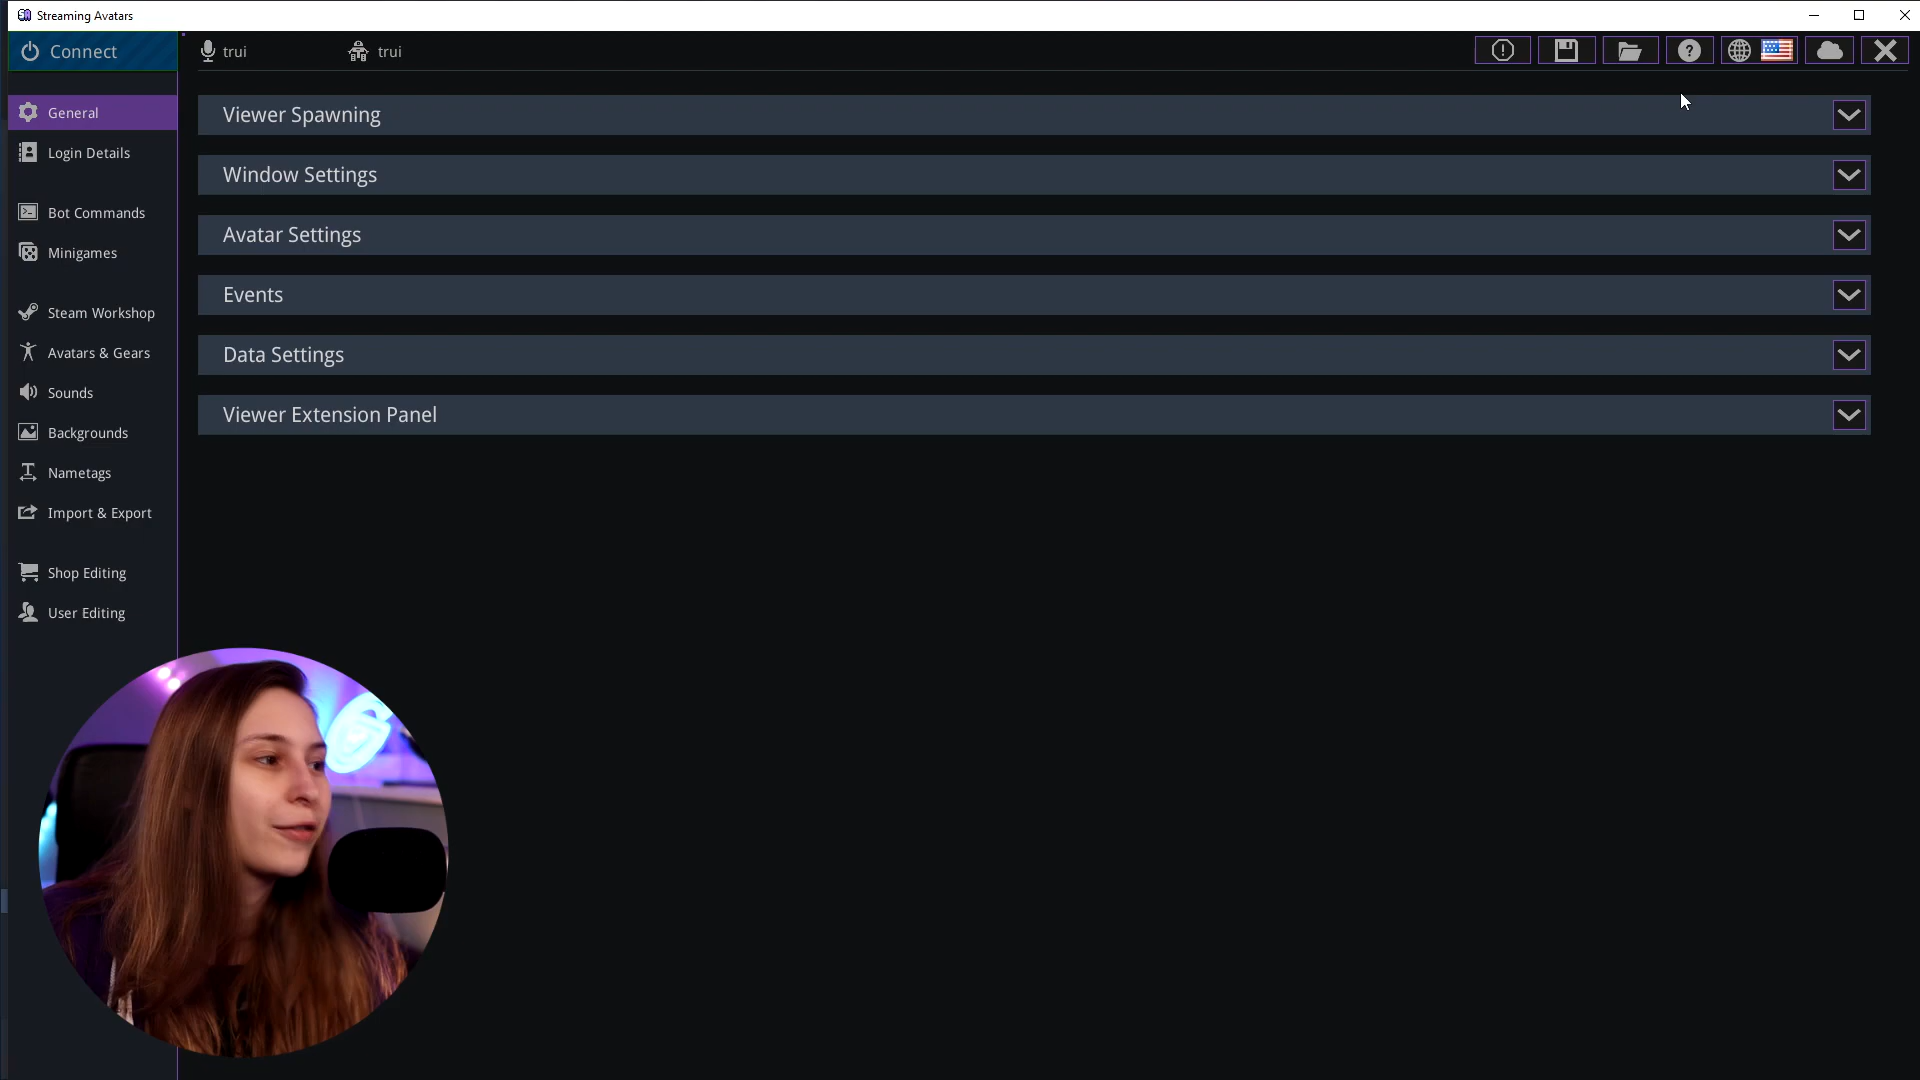 Streaming Avatars
Connect
trui
trui
General
Login Details
Bot Commands
Minigames
Steam Workshop
Avatars & Gears
Sounds
Backgrounds
Nametags
Import & Export
Shop Editing
User Editing
Viewer Spawning
Window Settings
Avatar Settings
Events
Data Settings
Viewer Extension Panel